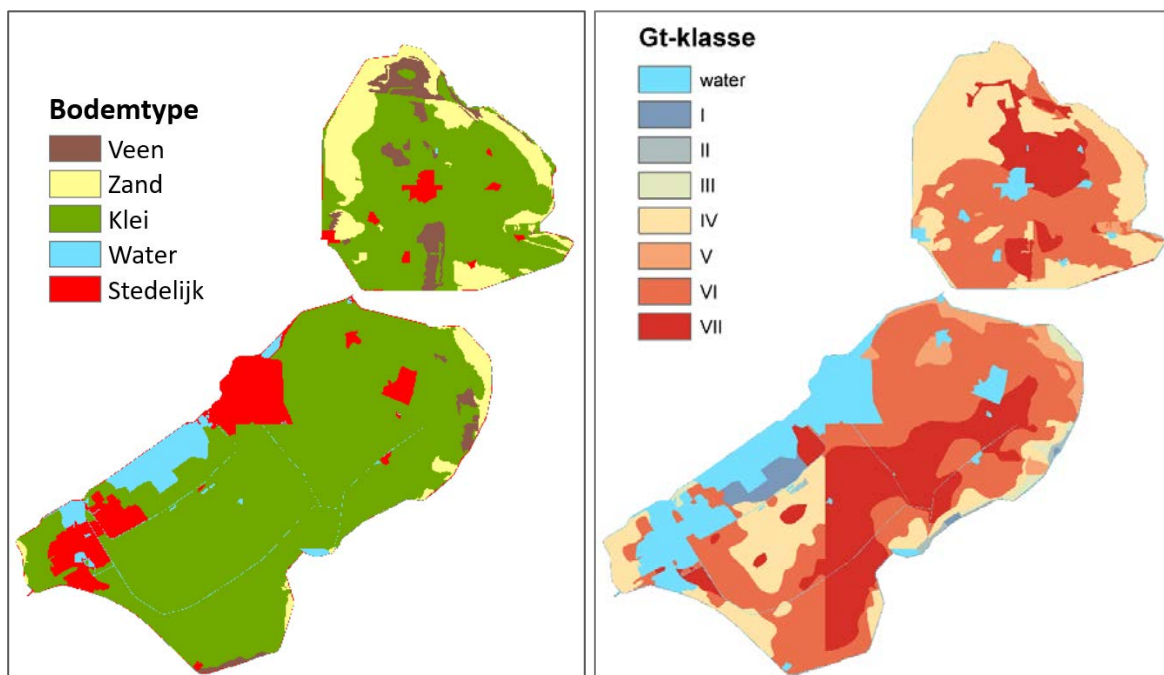 Bodemtype
Veen
Zand
Klei
Water
Stedelijk
Gt-klasse
water
I
II
III
IV
V
VI
VII